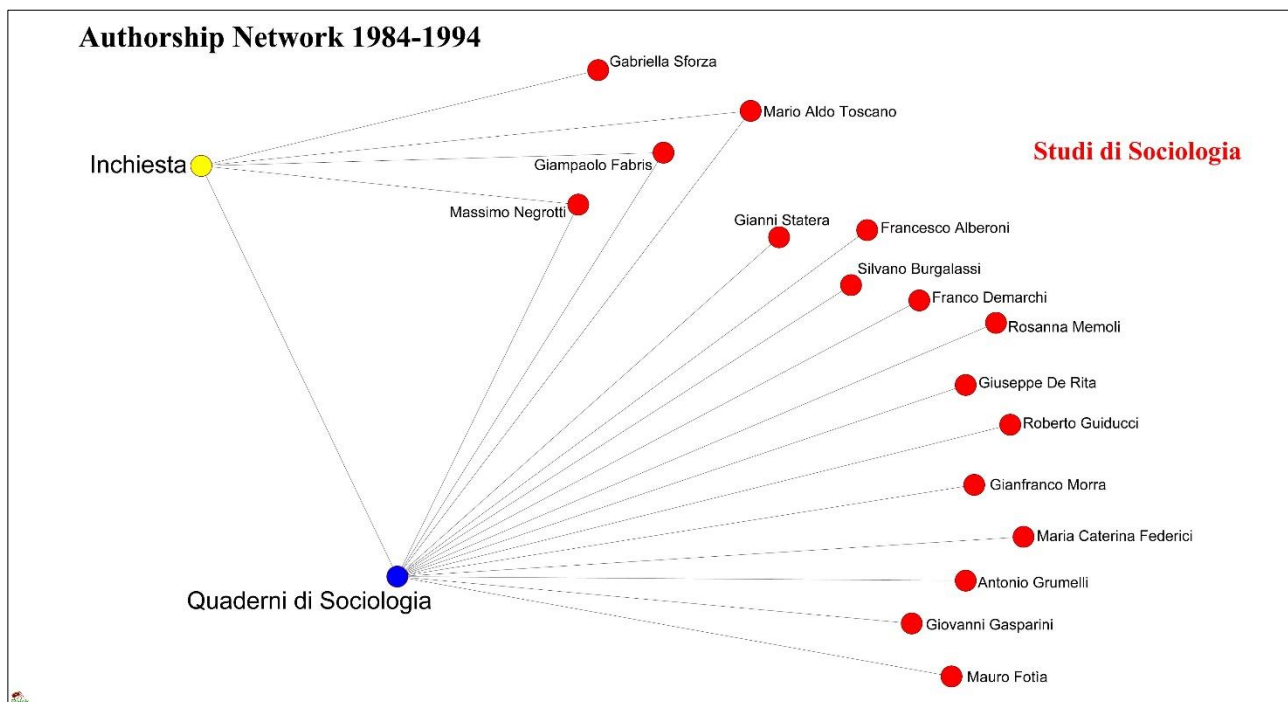 Authorship Network 1984-1994
Gabriella Sforza
Mario Aldo Toscano
Inchiesta
Giampaolo Fabris
Studi di Sociologia
Massimo Negrotti
Gianni Statera
Francesco Alberoni
Silvano Burgalassi
Franco Demarchi
Rosanna Memoli
Giuseppe De Rita
Roberto Guiducci
Gianfranco Morra
Maria Caterina Federici
Antonio Grumelli
Quaderni di Sociologia
Giovanni Gasparini
Mauro Fotìa